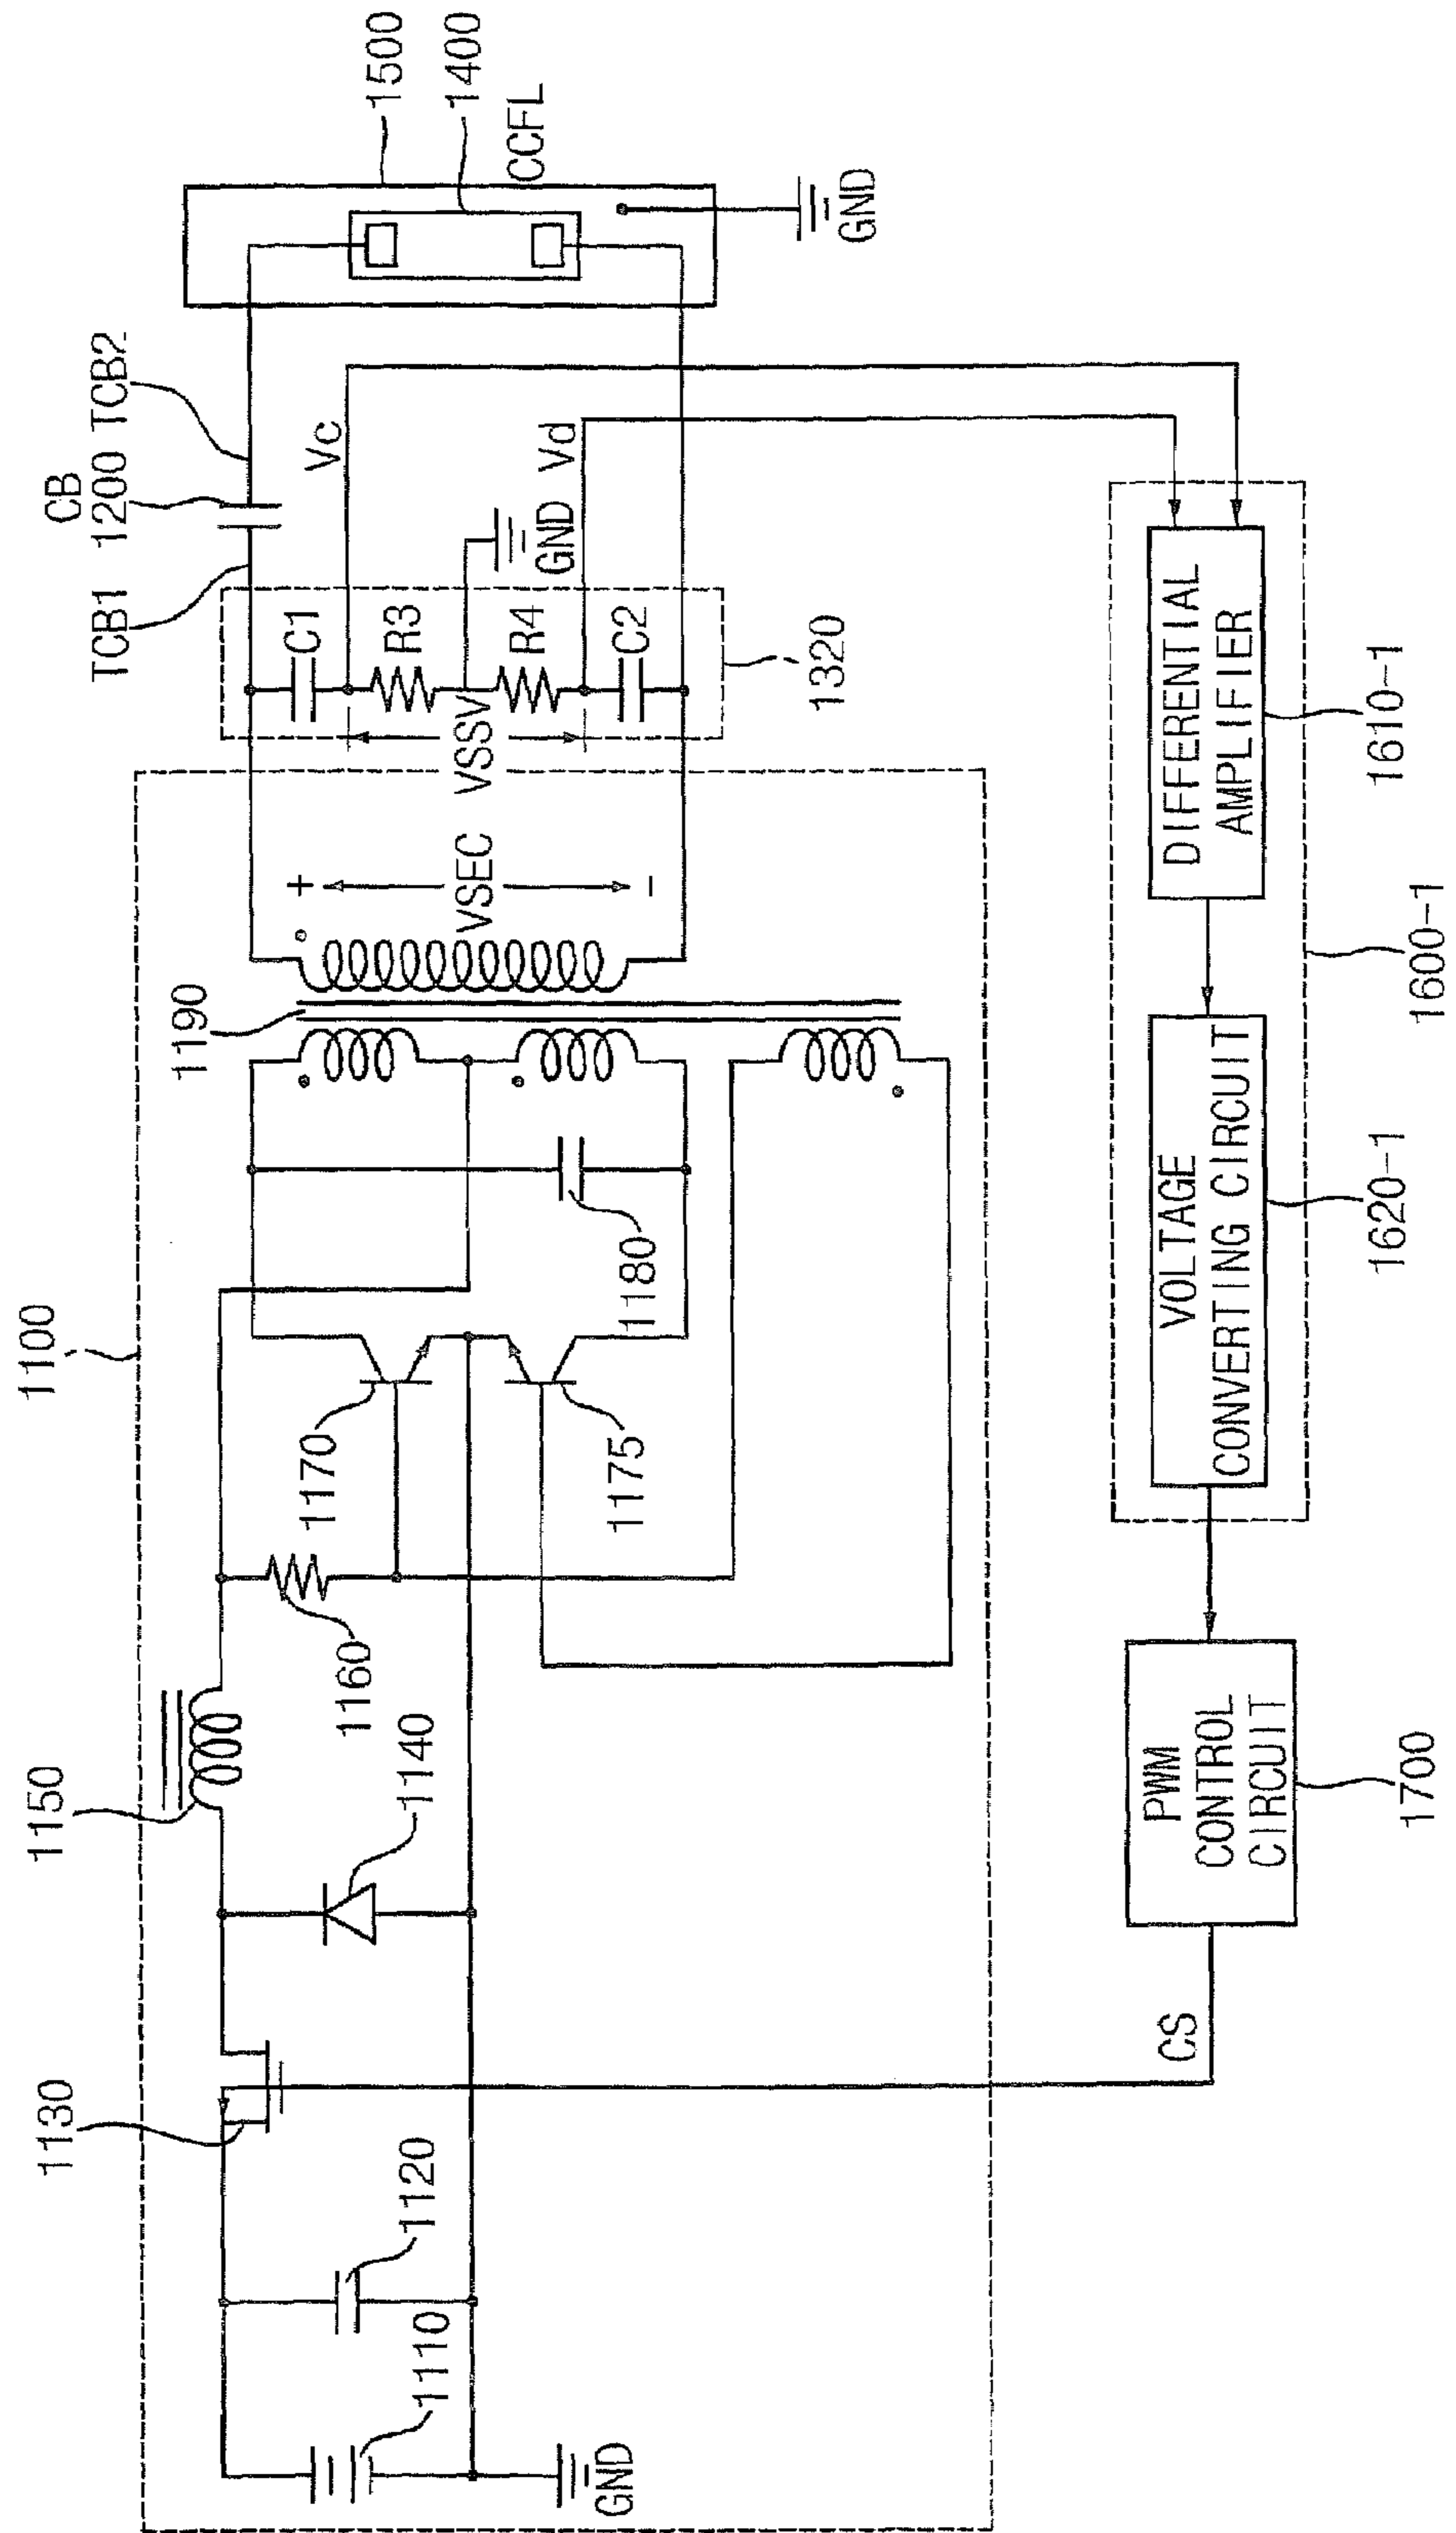 1100
1110
GND
1120
1130
1140
1150
1160
1170
1175
1180
1190
+
VSEC
-
VSSV
C1
R3
R4
C2
GND
1320
TCB1
CB
1200
TCB2
Vc
Vd
1500
1400
CCFL
GND
CS
PWM
CONTROL
CIRCUIT
1700
VOLTAGE
CONVERTING CIRCUIT
1620-1
DIFFERENTIAL
AMPLIFIER
1610-1
1600-1